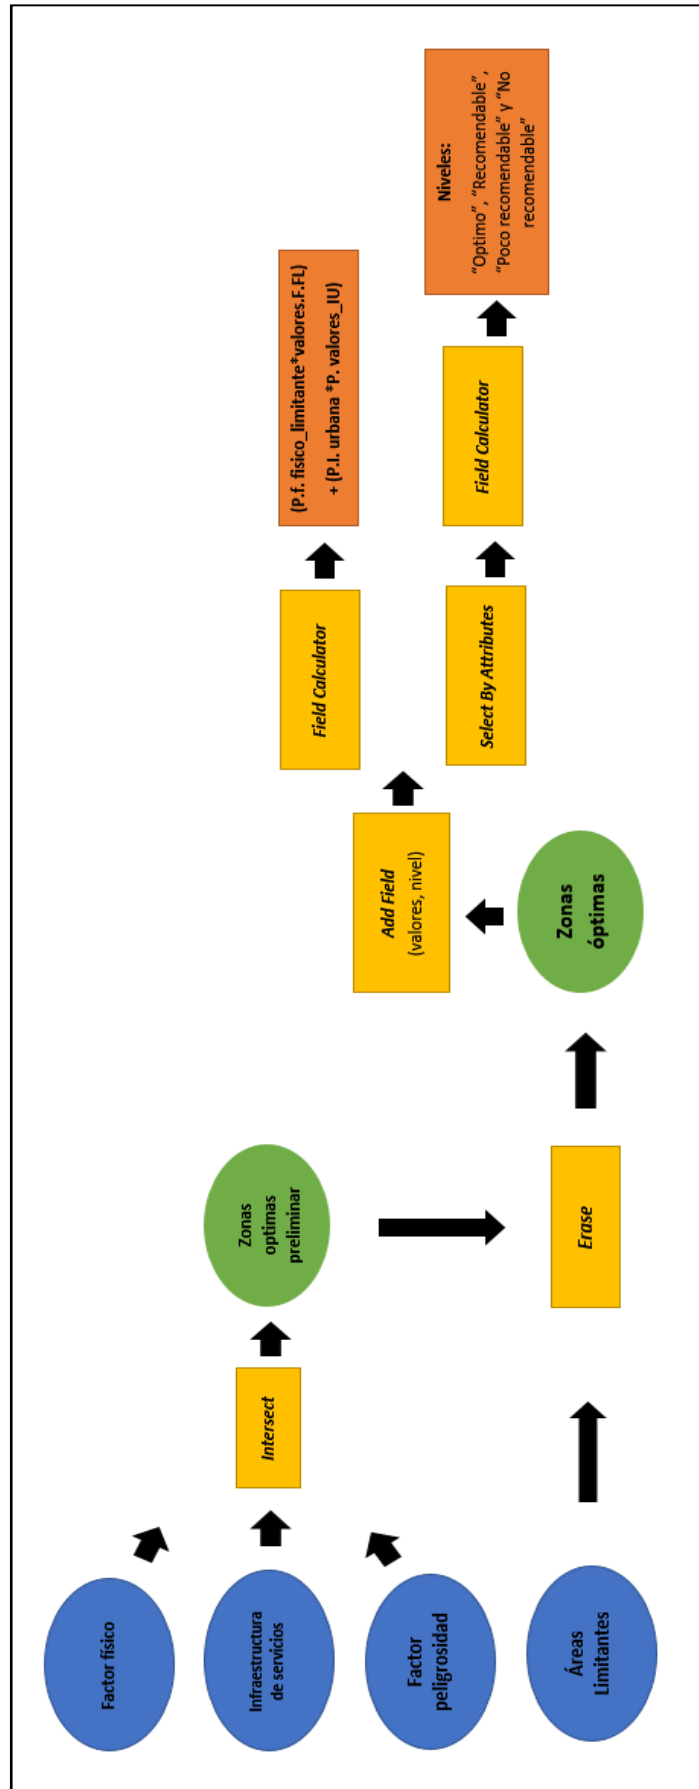 Factor físico
Infraestructura
de servicios
Factor
peligrosidad
Áreas
Limitantes
Intersect
Zonas
optimas
preliminar
Erase
Zonas
óptimas
Add Field
(valores, nivel)
Field Calculator
(P.f. fisico_limitante*valores.F.FL)
+ (P.I. urbana *P. valores_IU)
Select By Attributes
Field Calculator
Niveles:
“Optimo”, “Recomendable”,
“Poco recomendable” y “No
recomendable”